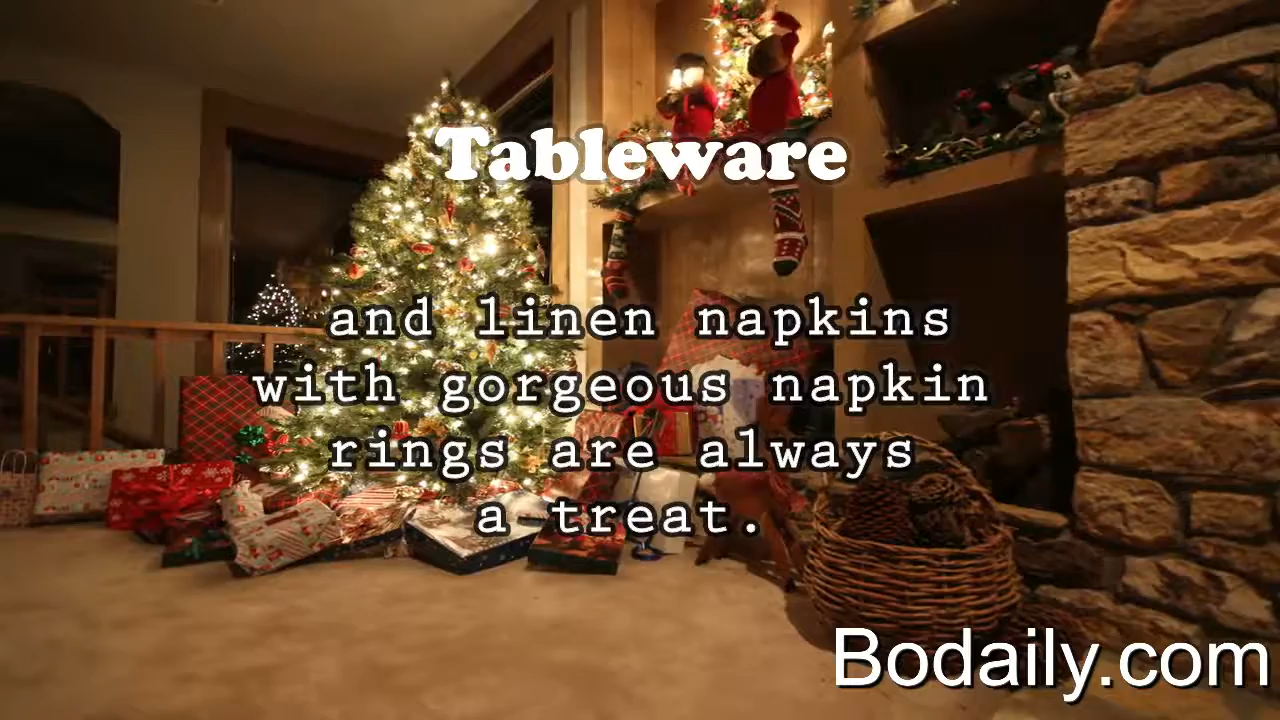 Tableware
and linen napkins
with gorgeous napkin
rings are always
a treat.
Bodaily.com